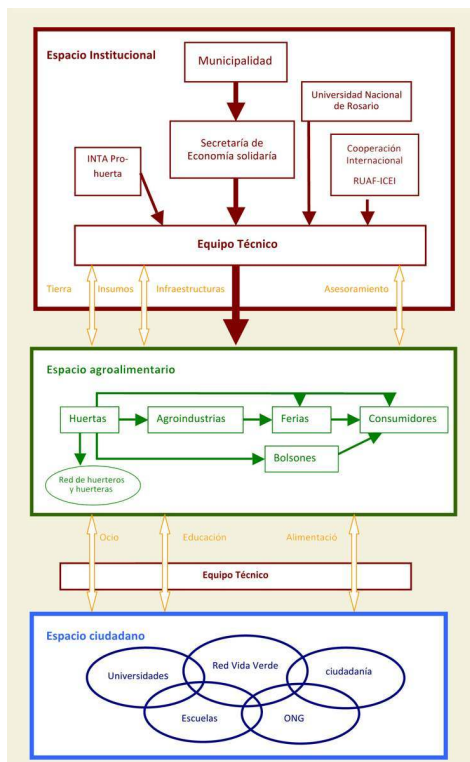 Espacio Institucional
Municipalidad
Universidad Nacional
de Rosario
Secretaría de
Economía solidaría
Cooperación
Internacional
RUAF-ICEI
INTA Pro-
huerta
Equipo Técnico
Tierra
Insumos
Infraestructuras
Asesoramiento
Espacio agroalimentario
Huertas
Agroindustrias
Ferias
Consumidores
Bolsones
Red de huerteros
y huerteras
Ocio
Educación
Alimentació
Equipo Técnico
Espacio ciudadano
Red Vida Verde
Universidades
ciudadanía
Escuelas
ONG